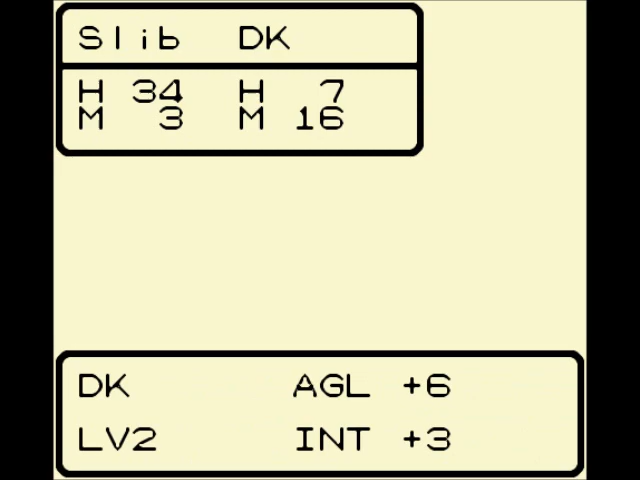 Slib DK
H 34 H 7
M 3 M 16
DK AGL +6
LV2 INT +3